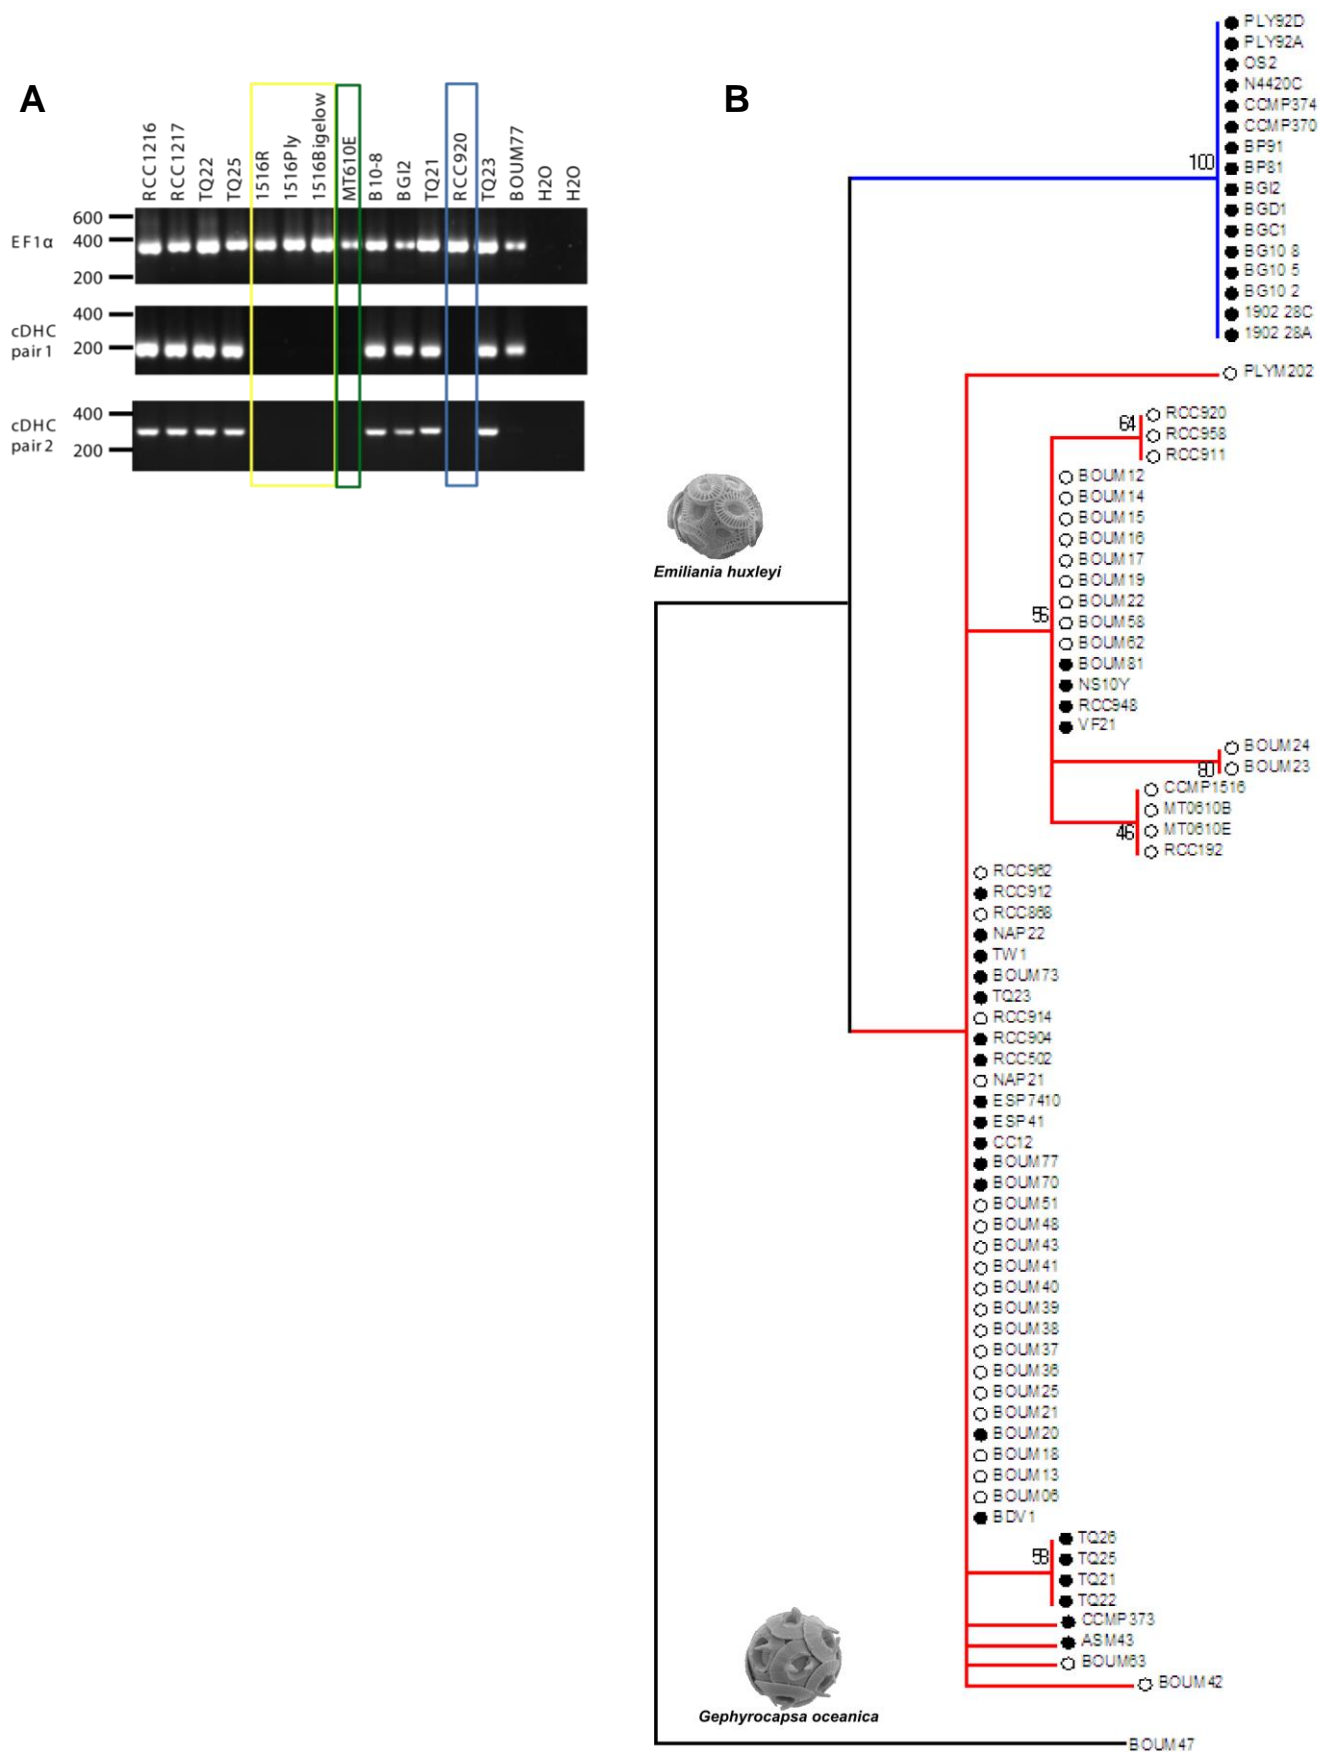 A
RCC1216
RCC1217
TQ22
TQ25
1516R
1516Ply
1516Bigelow
MT610E
B10-8
BGI2
TQ21
RCC920
TQ23
BOUM77
H2O
H2O
EF1α
600
400
200
cDHC
pair1
400
200
cDHC
pair 2
400
200
B
100
PLY92D
PLY92A
OS2
N4420C
CCMP374
CCMP370
BP91
BP81
BGI2
BGD1
BGC1
BG10 8
BG10 5
BG10 2
1902 28C
1902 28A
PLYM202
64
RCC920
RCC958
RCC911
56
BOUM12
BOUM14
BOUM15
BOUM16
BOUM17
BOUM19
BOUM22
BOUM58
BOUM62
BOUM81
NS10Y
RCC948
VF21
80
BOUM24
BOUM23
46
CCMP1516
MT0610B
MT0610E
RCC192
RCC962
RCC912
RCC868
NAP22
TW1
BOUM73
TQ23
RCC914
RCC904
RCC502
NAP21
ESP7410
ESP41
CC12
BOUM77
BOUM70
BOUM51
BOUM48
BOUM43
BOUM41
BOUM40
BOUM39
BOUM38
BOUM37
BOUM36
BOUM25
BOUM21
BOUM20
BOUM18
BOUM13
BOUM06
BDV1
58
TQ26
TQ25
TQ21
TQ22
CCMP373
ASM43
BOUM63
BOUM42
BOUM47
Emiliania huxleyi
Gephyrocapsa oceanica